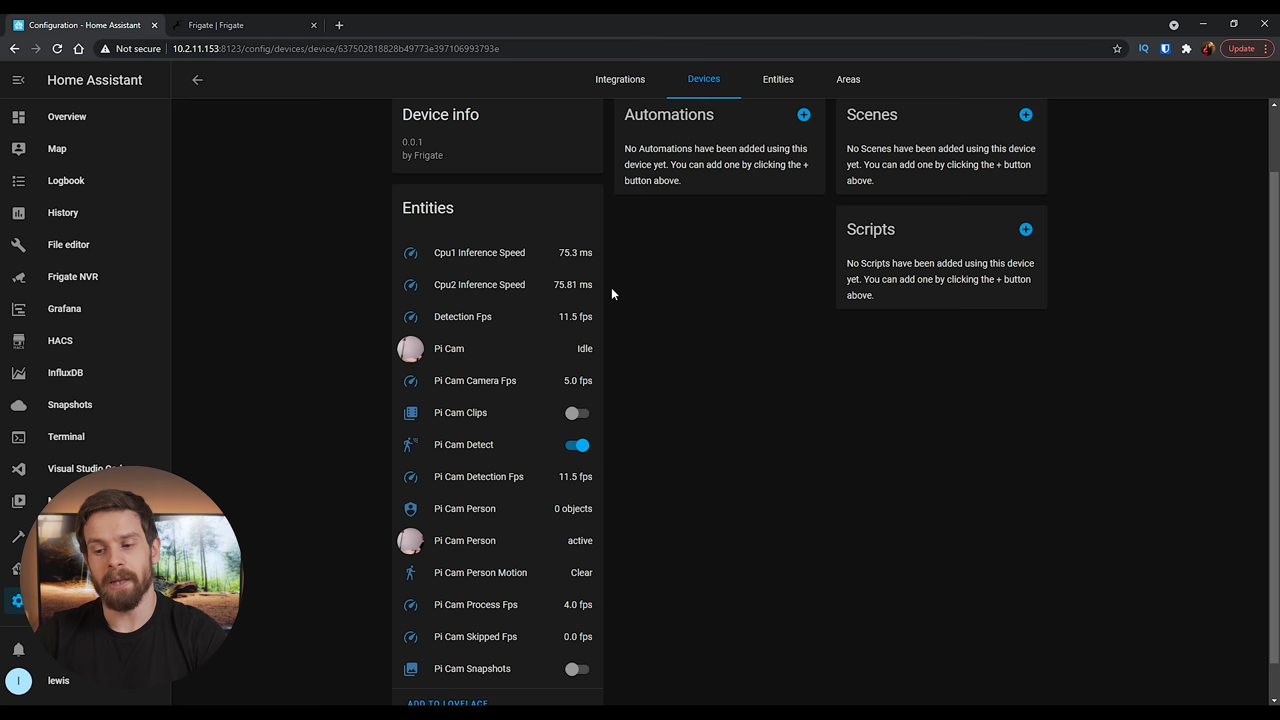 Configuration - Home Assistant
Frigate | Frigate
Not secure
10.2.11.153:8123/config/devices/device/637502818828b49773e397106993793e
IQ
Update
Home Assistant
Integrations
Devices
Entities
Areas
Overview
Map
Logbook
History
File editor
Frigate NVR
Grafana
HACS
InfluxDB
Snapshots
Terminal
Visual Studio
l
lewis
Device info
0.0.1
by Frigate
Entities
Cpu1 Inference Speed
75.3 ms
Cpu2 Inference Speed
75.81 ms
Detection Fps
11.5 fps
Pi Cam
Idle
Pi Cam Camera Fps
5.0 fps
Pi Cam Clips
Pi Cam Detect
Pi Cam Detection Fps
11.5 fps
Pi Cam Person
0 objects
Pi Cam Person
active
Pi Cam Person Motion
Clear
Pi Cam Process Fps
4.0 fps
Pi Cam Skipped Fps
0.0 fps
Pi Cam Snapshots
ADD TO LOVELACE
Automations
No Automations have been added using this
device yet. You can add one by clicking the +
button above.
Scenes
No Scenes have been added using this device
yet. You can add one by clicking the + button
above.
Scripts
No Scripts have been added using this device
yet. You can add one by clicking the + button
above.